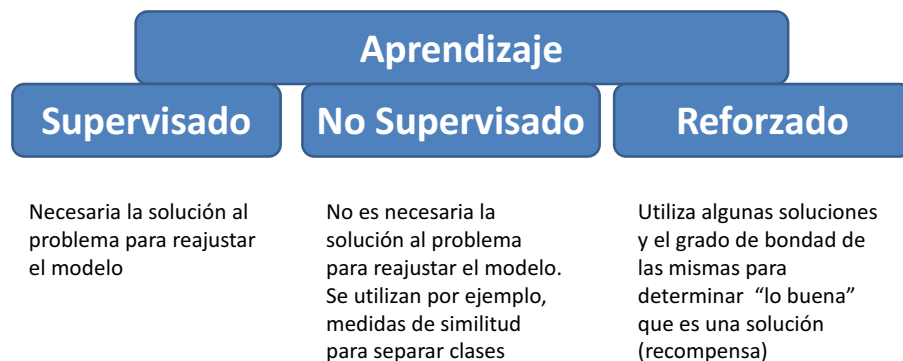 Aprendizaje
Supervisado
No Supervisado
Reforzado
Necesaria la solución al
problema para reajustar
el modelo
No es necesaria la
solución al problema
para reajustar el modelo.
Se utilizan por ejemplo,
medidas de similitud
para separar clases
Utiliza algunas soluciones
y el grado de bondad de
las mismas para
determinar “lo buena”
que es una solución
(recompensa)